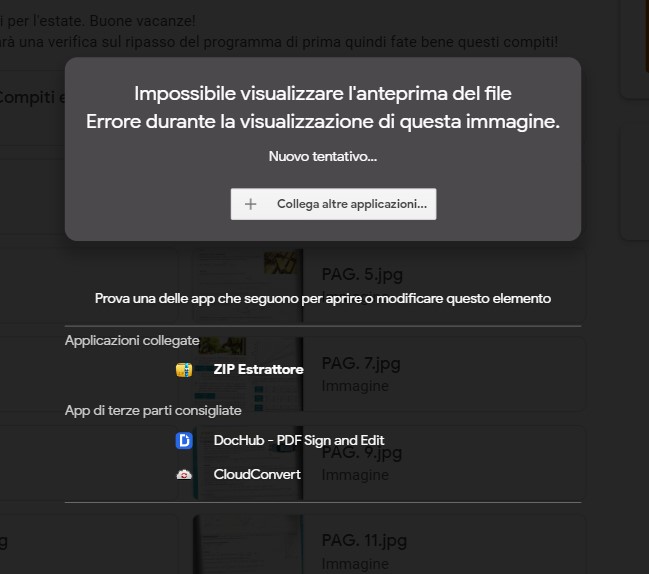 i per l'estate. Buone vacanze!
arà una verifica sul ripasso del programma di prima quindi fate bene questi compiti!
Compiti e
Impossibile visualizzare l'anteprima del file
Errore durante la visualizzazione di questa immagine.
Nuovo tentativo...
+ Collega altre applicazioni...
PAG. 5.jpg
Prova una delle app che seguono per aprire o modificare questo elemento
Applicazioni collegate
PAG. 7.jpg
ZIP Estrattore
Immagine
App di terze parti consigliate
DocHub - PDF Sign and Edit
PAG. 9.jpg
CloudConvert
Immagine
g
PAG. 11.jpg
Immagine